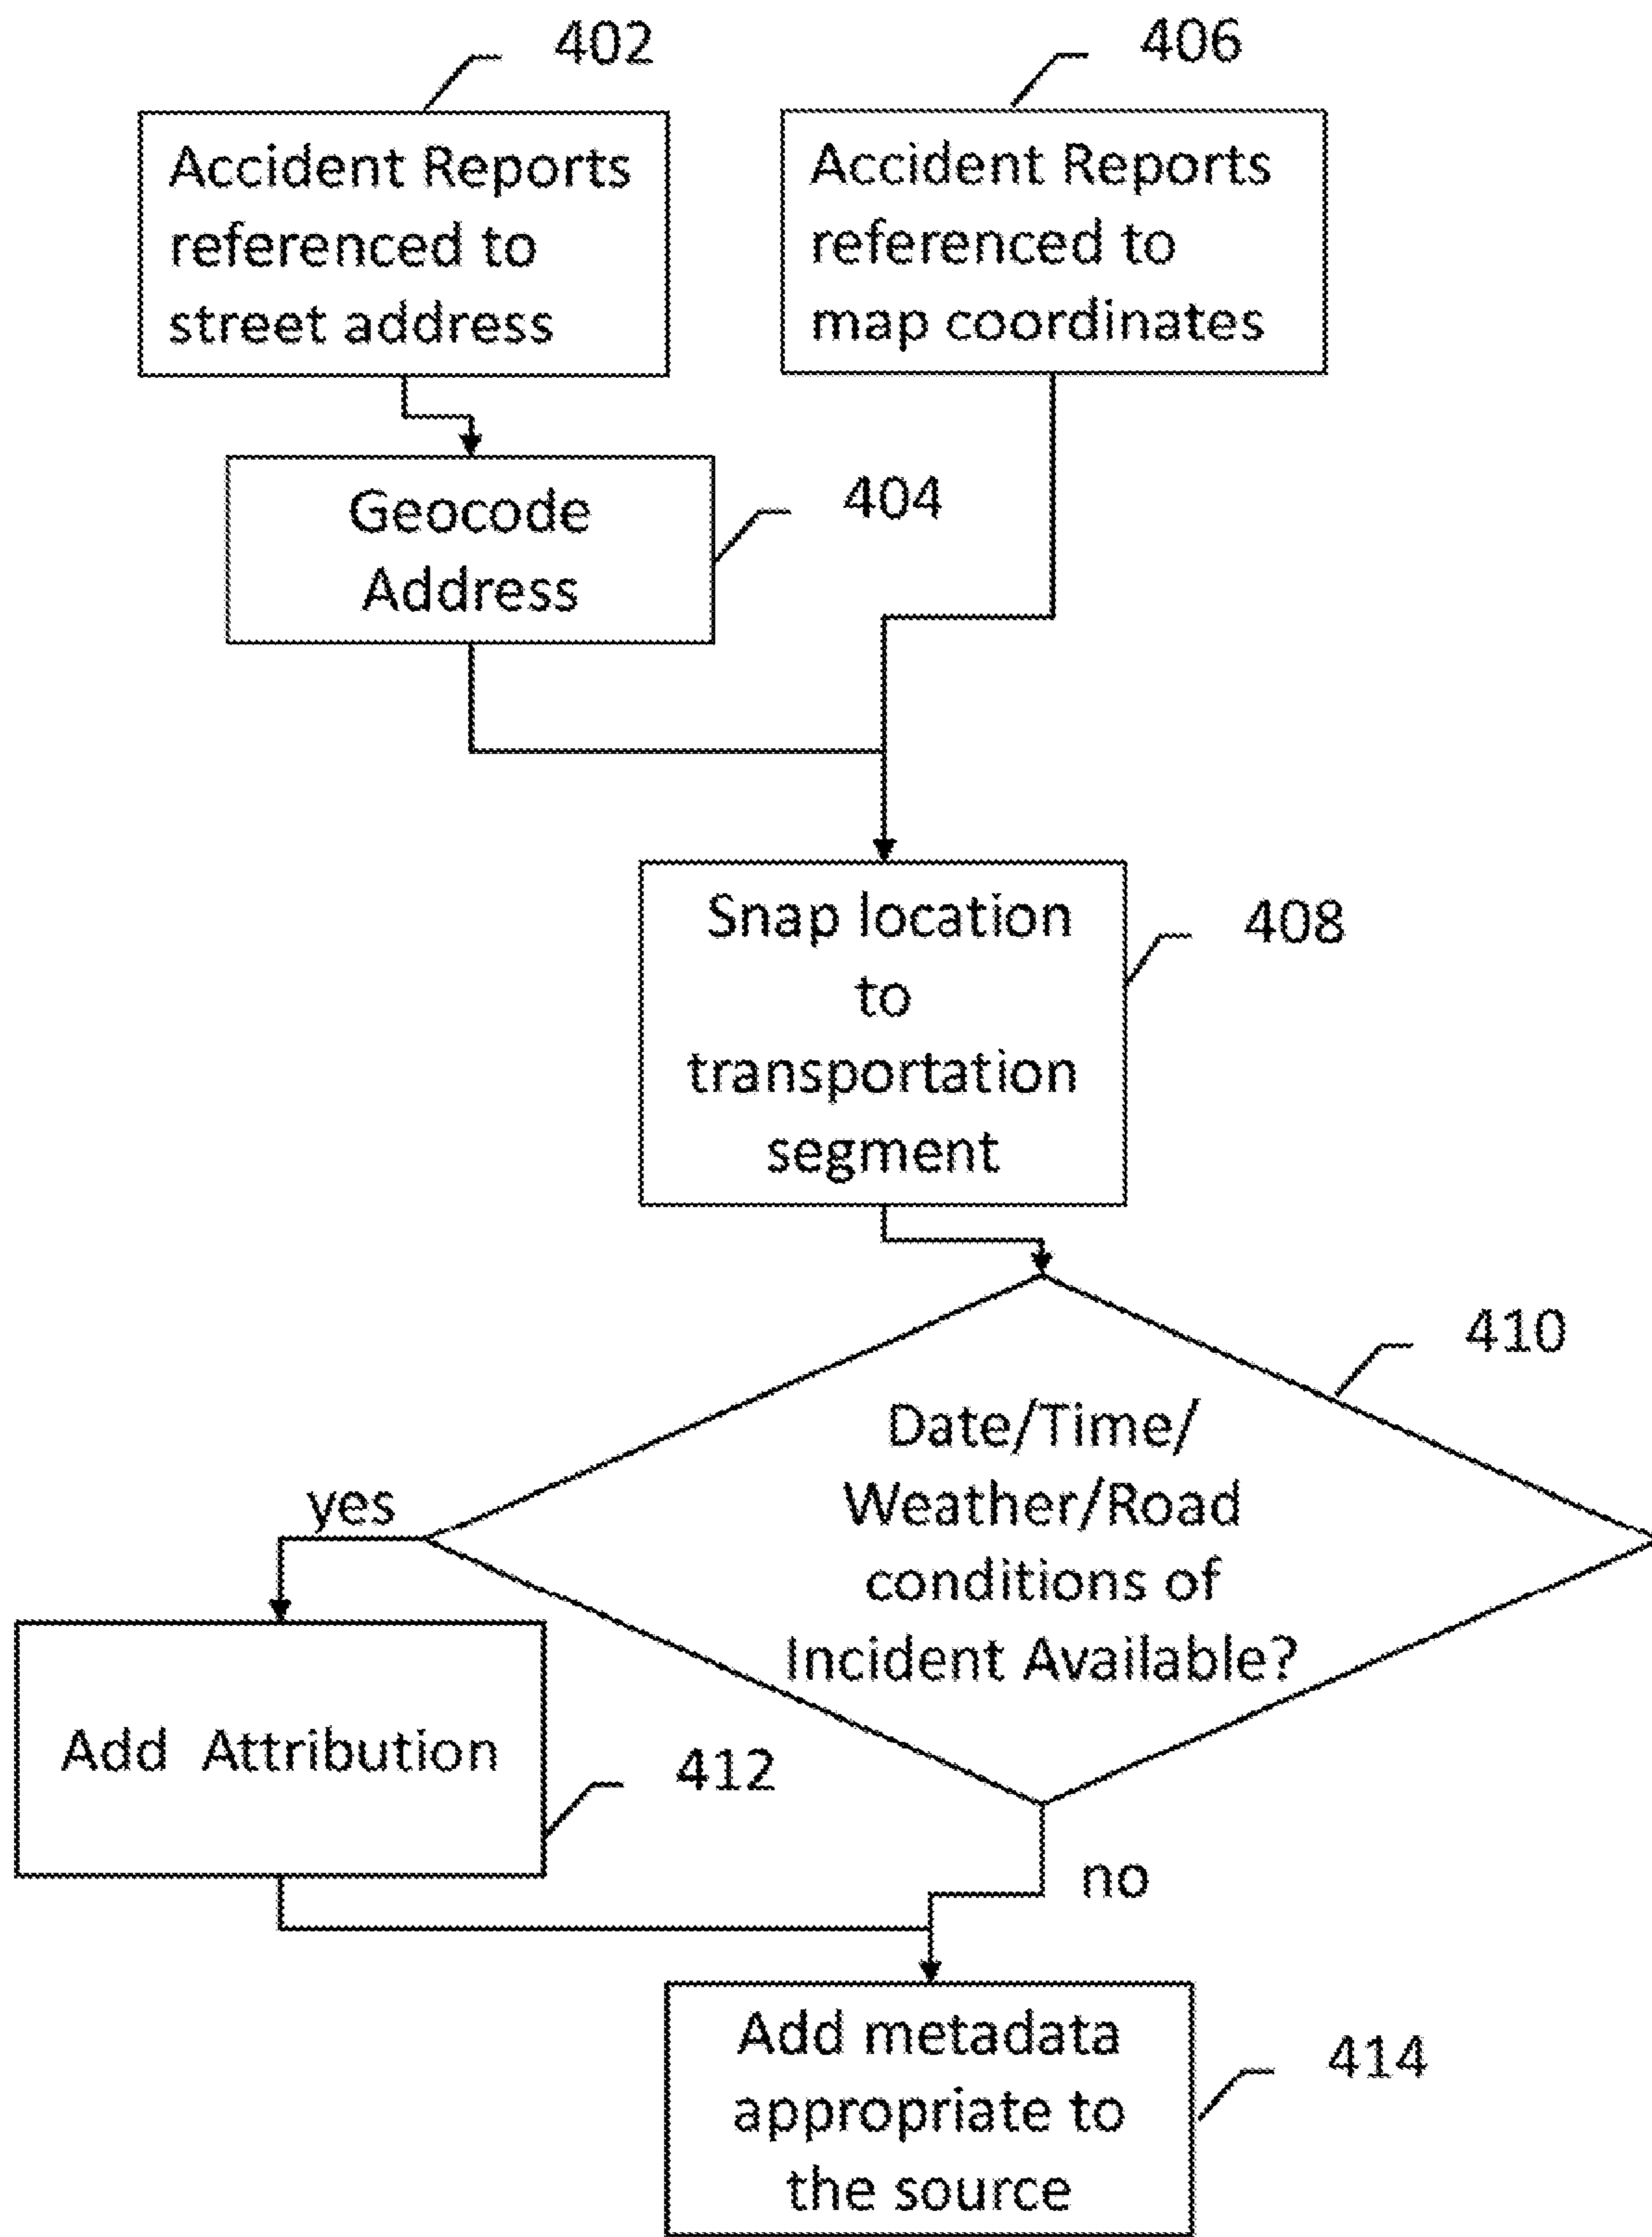 402
Accident Reports
referenced to
street address
406
Accident Reports
referenced to
map coordinates
Geocode
Address
404
Snap location
to
transportation
segment
408
410
Date/Time/
Weather/Road
conditions of
Incident Available?
yes
Add Attribution
412
no
Add metadata
appropriate to
the source
414